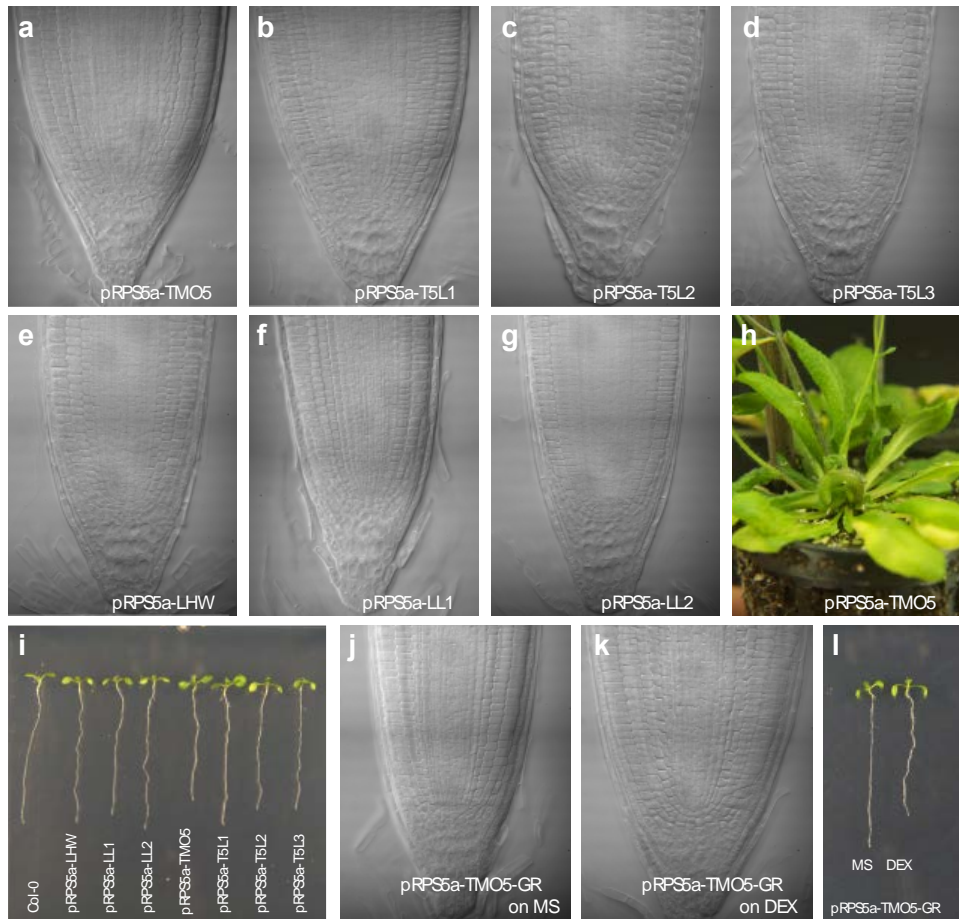 a
pRPS5a-TMO5
b
pRPS5a-T5L1
c
pRPS5a-T5L2
d
pRPS5a-T5L3
e
pRPS5a-LHW
f
pRPS5a-LL1
g
pRPS5a-LL2
h
pRPS5a-TMO5
i
Col-0
pRPS5a-LHW
pRPS5a-LL1
pRPS5a-LL2
pRPS5a-TMO5
pRPS5a-T5L1
pRPS5a-T5L2
pRPS5a-T5L3
j
pRPS5a-TMO5-GR
on MS
k
pRPS5a-TMO5-GR
on DEX
l
MS DEX
pRPS5a-TMO5-GR